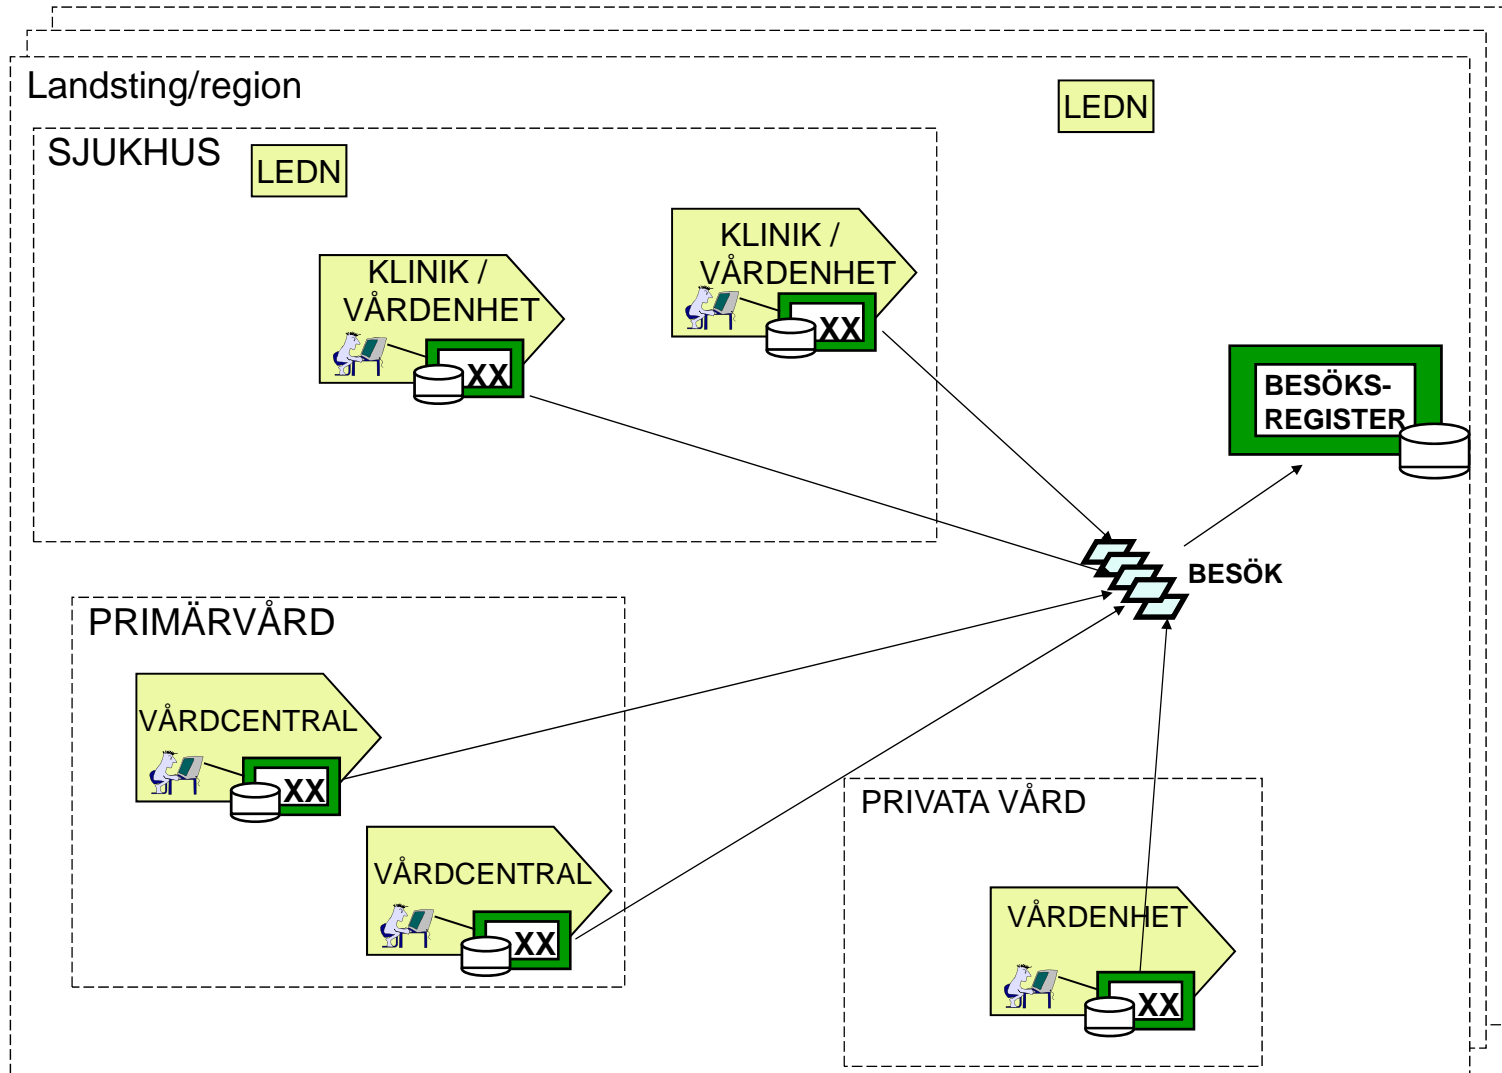 Landsting/region
LEDN
SJUKHUS
LEDN
KLINIK /
VÅRDENHET
XX
KLINIK /
VÅRDENHET
XX
BESÖKS-
REGISTER
BESÖK
PRIMÄRVÅRD
VÅRDCENTRAL
XX
VÅRDCENTRAL
XX
PRIVATA VÅRD
VÅRDENHET
XX